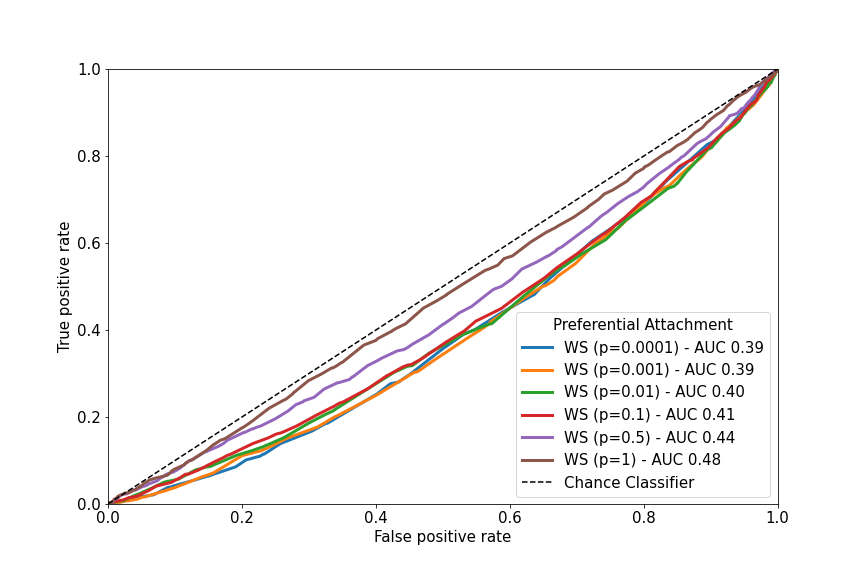 1.0
0.8
0.6
0.4
0.2
0.0
True positive rate
0.0 0.2 0.4 0.6 0.8 1.0
False positive rate
Preferential Attachment
WS (p=0.0001) - AUC 0.39
WS (p=0.001) - AUC 0.39
WS (p=0.01) - AUC 0.40
WS (p=0.1) - AUC 0.41
WS (p=0.5) - AUC 0.44
WS (p=1) - AUC 0.48
Chance Classifier